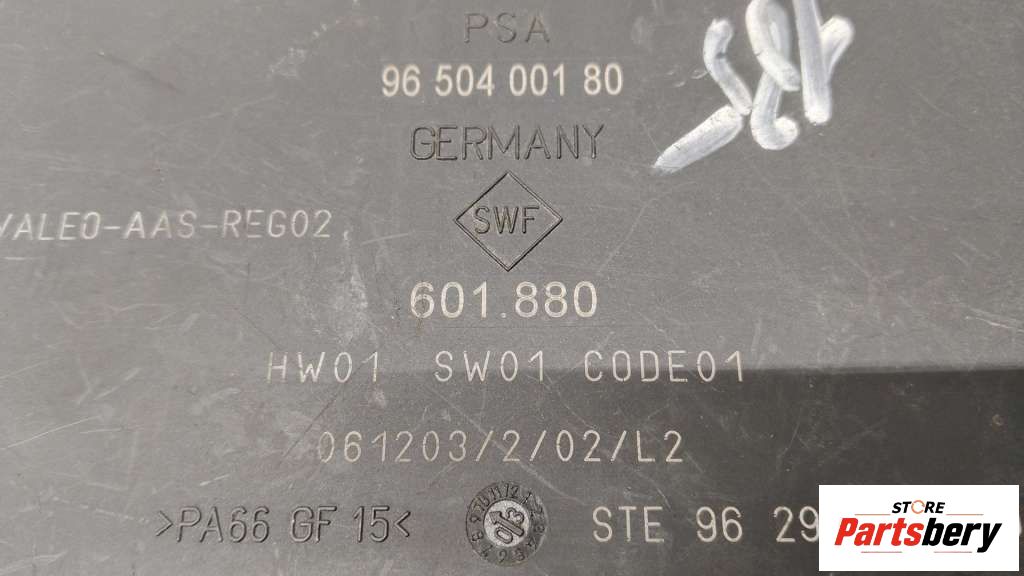 PSA
96 504 001 80
GERMANY
VALEO-AAS-REG02
SWF
601.880
HW01 SW01 CODE01
061203/2/02/L2
>PA66 GF 15<
STE 96 29
STORE
Partsbery